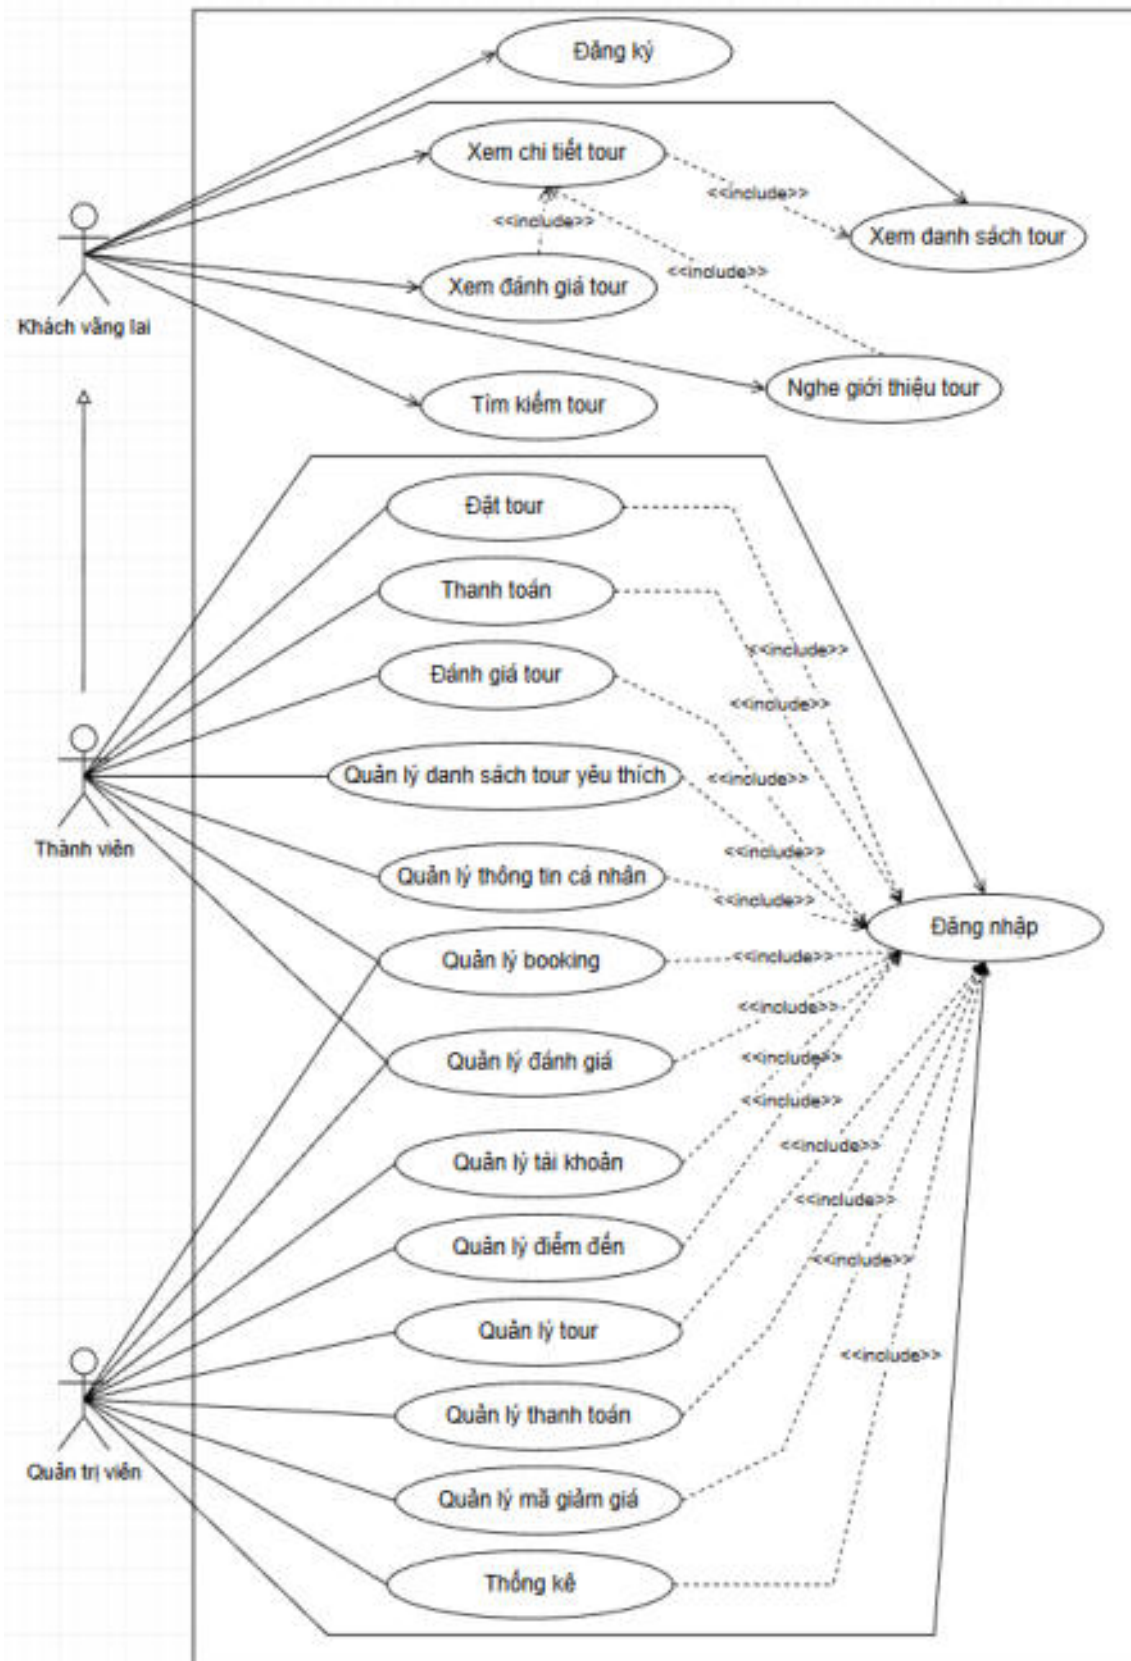 Đăng ký
Xem chi tiết tour
<<include>>
<<include>>
Xem danh sách tour
<<include>>
Xem đánh giá tour
Khách vãng lai
Nghe giới thiệu tour
Tìm kiếm tour
Đặt tour
Thanh toán
<<include>>
Đánh giá tour
<<include>>
Quản lý danh sách tour yêu thích
<<include>>
Thành viên
<<include>>
Quản lý thông tin cá nhân
<<include>>
Đăng nhập
Quản lý booking
<<include>>
<<include>>
Quản lý đánh giá
<<include>>
<<include>>
<<include>>
Quản lý tài khoản
<<include>>
Quản lý điểm đến
<<include>>
Quản lý tour
<<include>>
Quản lý thanh toán
Quản trị viên
Quản lý mã giảm giá
Thống kê